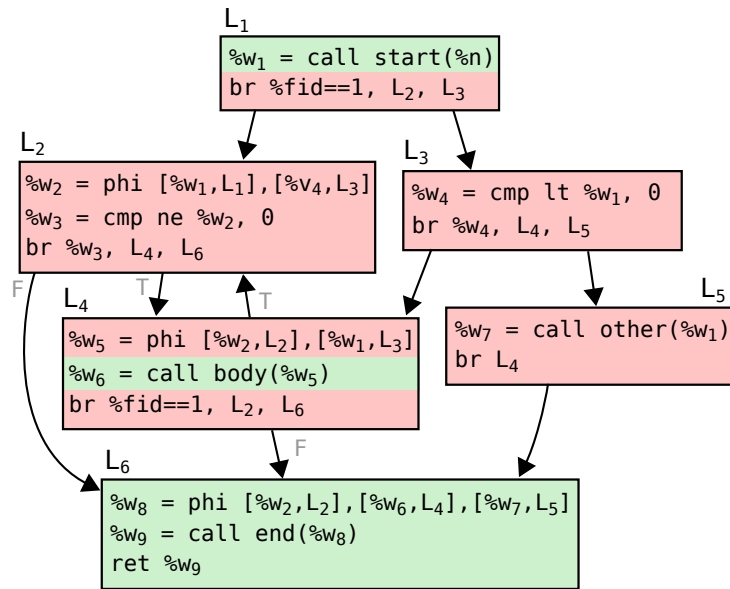 L₁
%w₁ = call start(%n)
br %fid==1, L₂, L₃
L₂
%w₂ = phi [%w₁,L₁],[%v₄,L₃]
%w₃ = cmp ne %w₂, 0
br %w₃, L₄, L₆
L₃
%w₄ = cmp lt %w₁, 0
br %w₄, L₄, L₅
F
T
T
L₄
%w₅ = phi [%w₂,L₂],[%w₁,L₃]
%w₆ = call body(%w₅)
br %fid==1, L₂, L₆
L₅
%w₇ = call other(%w₁)
br L₄
F
L₆
%w₈ = phi [%w₂,L₂],[%w₆,L₄],[%w₇,L₅]
%w₉ = call end(%w₈)
ret %w₉